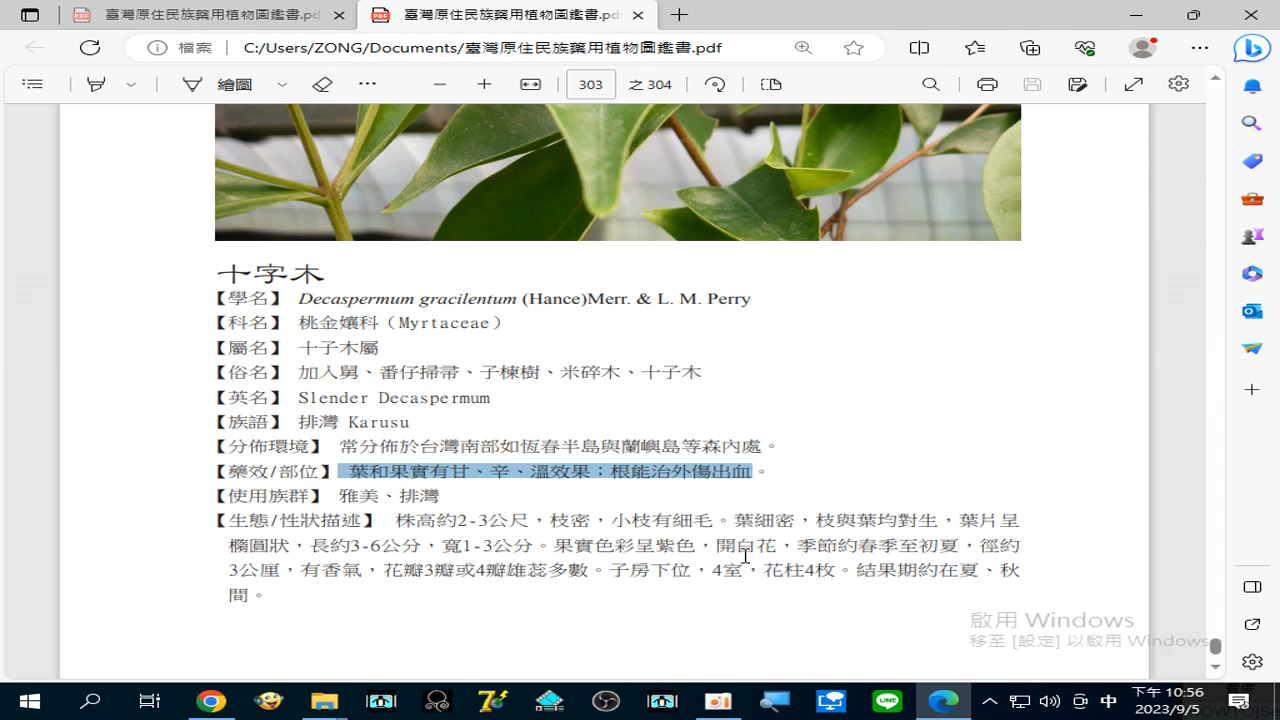 臺灣原住民族藥用植物圖鑑書.pd
臺灣原住民族藥用植物圖鑑書.pd
檔案 C:/Users/ZONG/Documents/臺灣原住民族藥用植物圖鑑書.pdf
繪圖 303 之 304
十字木
【學名】 Decaspermum gracilentum (Hance)Merr. & L. M. Perry
【科名】 桃金孃科（Myrtaceae）
【屬名】 十子木屬
【俗名】 加入舅、番仔掃帚、子楝樹、米碎木、十子木
【英名】 Slender Decaspermum
【族語】 排灣 Karusu
【分佈環境】 常分佈於台灣南部如恆春半島與蘭嶼島等森內處。
【藥效/部位】 葉和果實有甘、辛、溫效果；根能治外傷出血。
【使用族群】 雅美、排灣
【生態/性狀描述】 株高約2-3公尺，枝密，小枝有細毛。葉細密，枝與葉均對生，葉片呈
橢圓狀，長約3-6公分，寬1-3公分。果實色彩呈紫色，開白花，季節約春季至初夏，徑約
3公厘，有香氣，花瓣3瓣或4瓣雄蕊多數。子房下位，4室，花柱4枚。結果期約在夏、秋
間。
啟用 Windows
移至 [設定] 以啟用 Windows
中 下午 10:56
2023/9/5